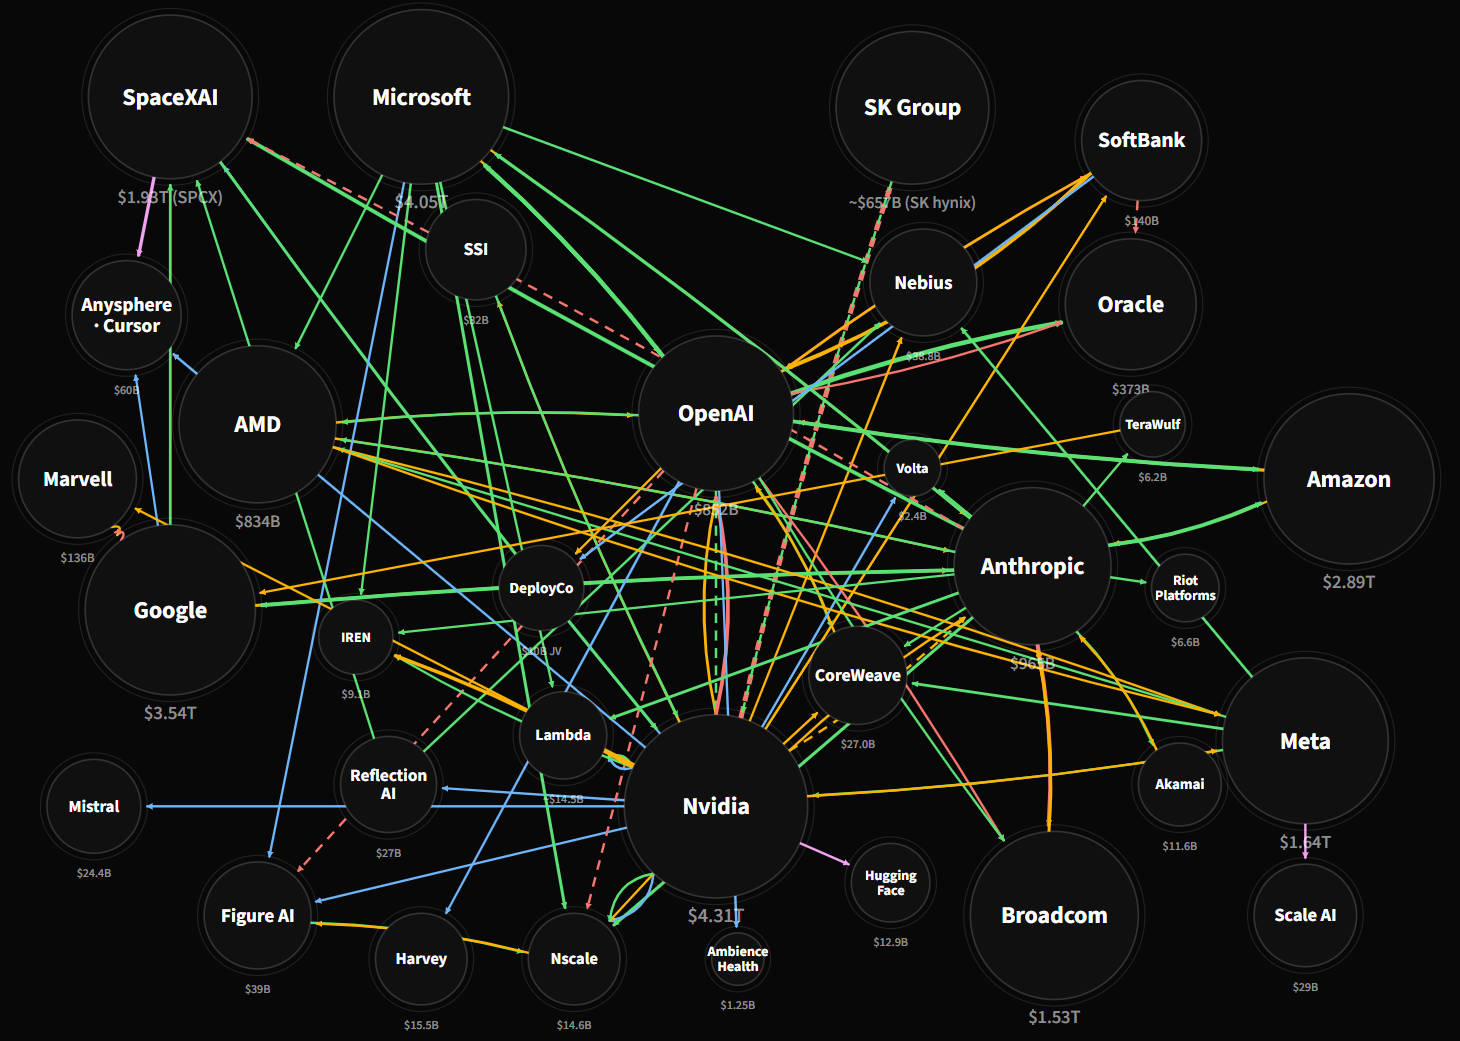 SpaceXAI
$1.93T (SPCX)
Microsoft
$4.05T
SK Group
~$657B (SK hynix)
SoftBank
$140B
SSI
$32B
Nebius
$38.8B
Oracle
$373B
Anysphere
· Cursor
$60B
AMD
$834B
OpenAI
$852B
TeraWulf
$6.2B
Volta
$2.4B
Amazon
$2.89T
Marvell
$136B
Google
$3.54T
DeployCo
$10B JV
Anthropic
$965B
Riot
Platforms
$6.6B
IREN
$9.1B
CoreWeave
$27.0B
Lambda
~$14.5B
Meta
$1.64T
Reflection
AI
$27B
Akamai
$11.6B
Mistral
$24.4B
Nvidia
$4.31T
Hugging
Face
$12.9B
Figure AI
$39B
Harvey
$15.5B
Nscale
$14.6B
Ambience
Health
$1.25B
Broadcom
$1.53T
Scale AI
$29B